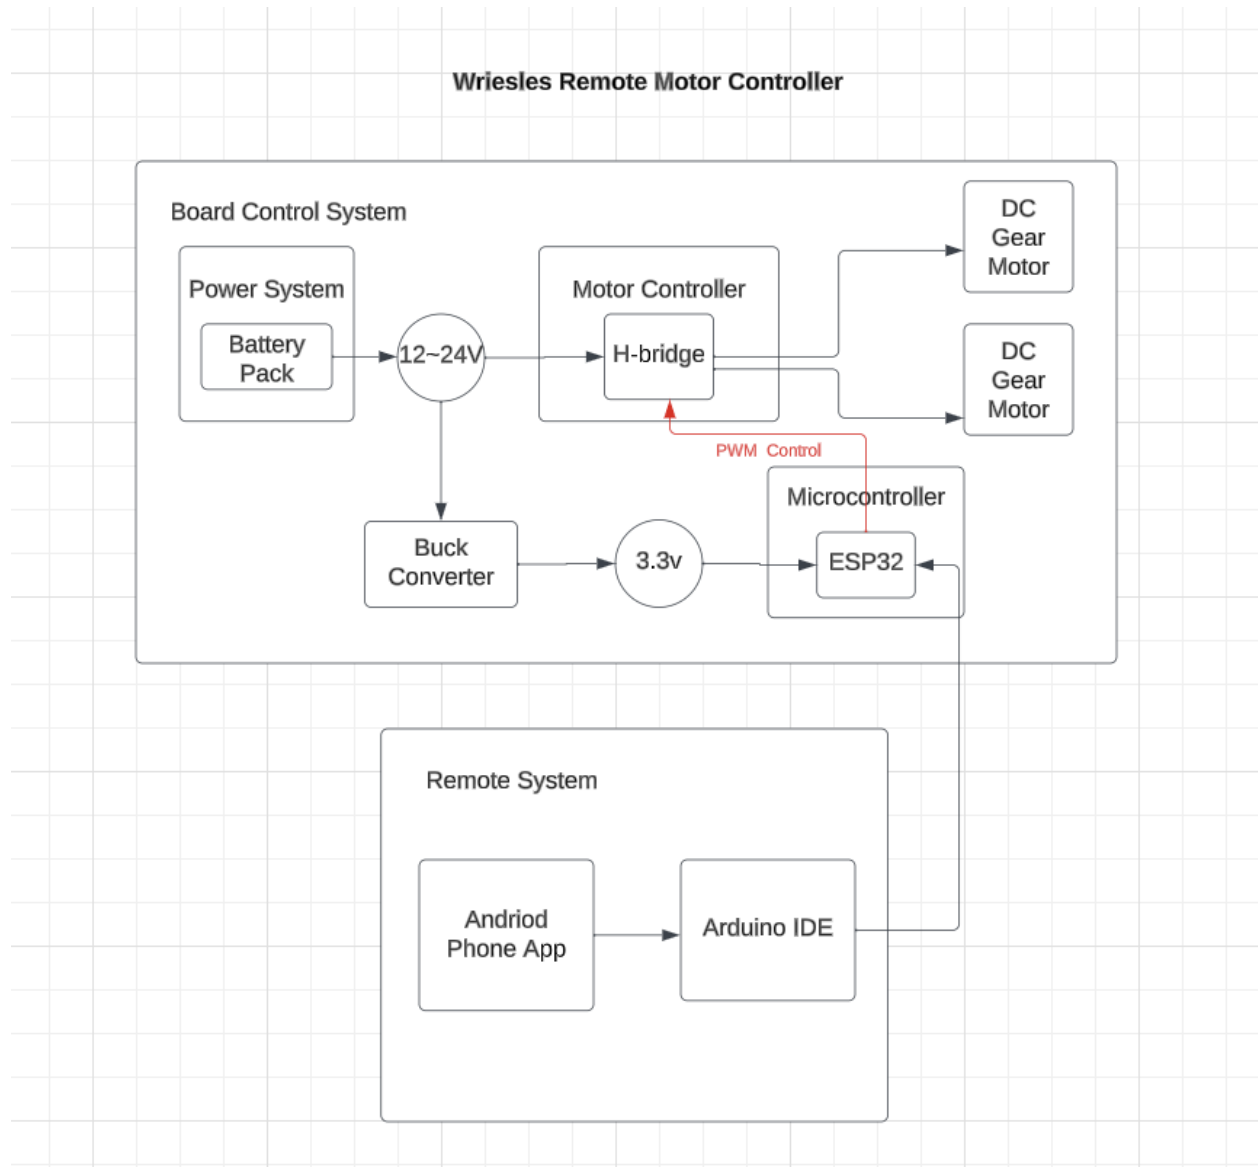 Wriesles Remote Motor Controller
Board Control System
Power System
Battery
Pack
12~24V
Motor Controller
H-bridge
DC
Gear
Motor
DC
Gear
Motor
PWM Control
Microcontroller
ESP32
Buck
Converter
3.3v
Remote System
Andriod
Phone App
Arduino IDE